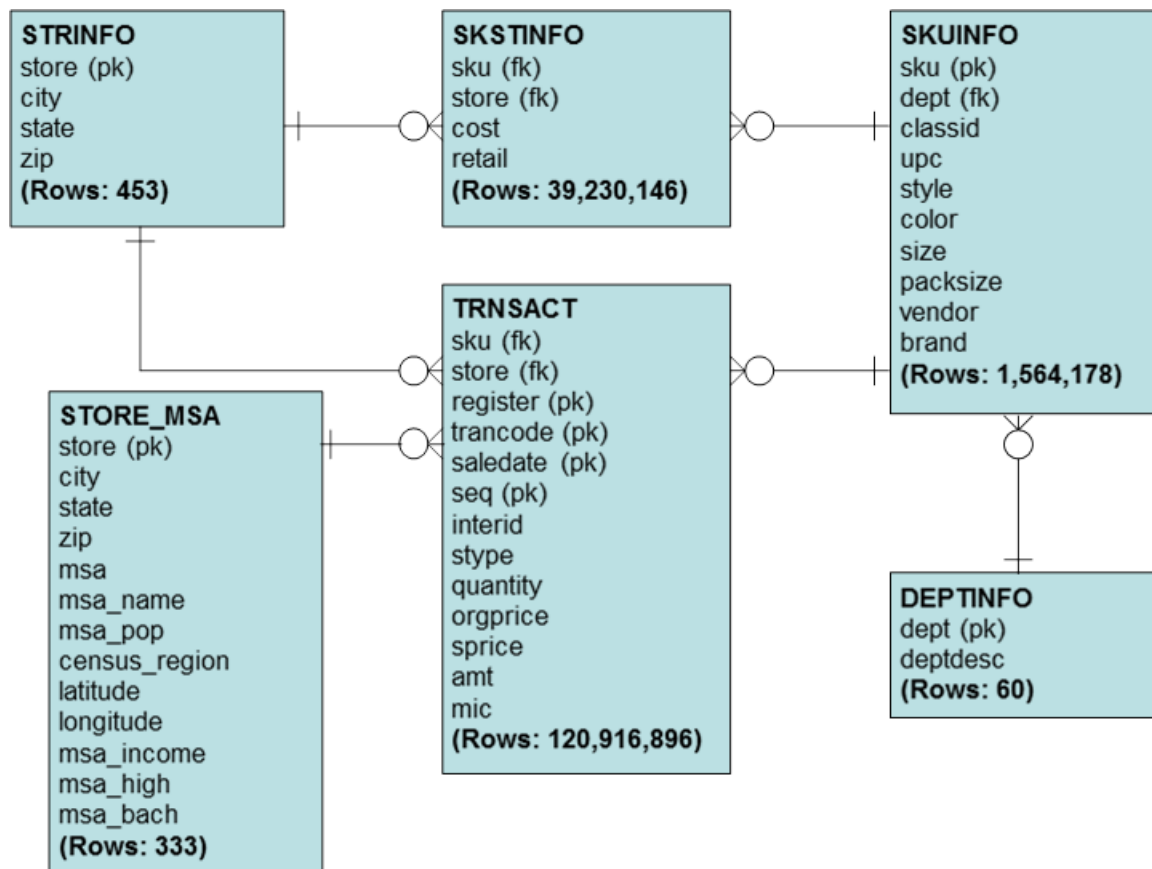 STRINFO
store (pk)
city
state
zip
(Rows: 453)
SKSTINFO
sku (fk)
store (fk)
cost
retail
(Rows: 39,230,146)
SKUINFO
sku (pk)
dept (fk)
classid
upc
style
color
size
packsize
vendor
brand
(Rows: 1,564,178)
TRNSACT
sku (fk)
store (fk)
register (pk)
trancode (pk)
saledate (pk)
seq (pk)
interid
stype
quantity
orgprice
sprice
amt
mic
(Rows: 120,916,896)
STORE_MSA
store (pk)
city
state
zip
msa
msa_name
msa_pop
census_region
latitude
longitude
msa_income
msa_high
msa_bach
(Rows: 333)
DEPTINFO
dept (pk)
deptdesc
(Rows: 60)